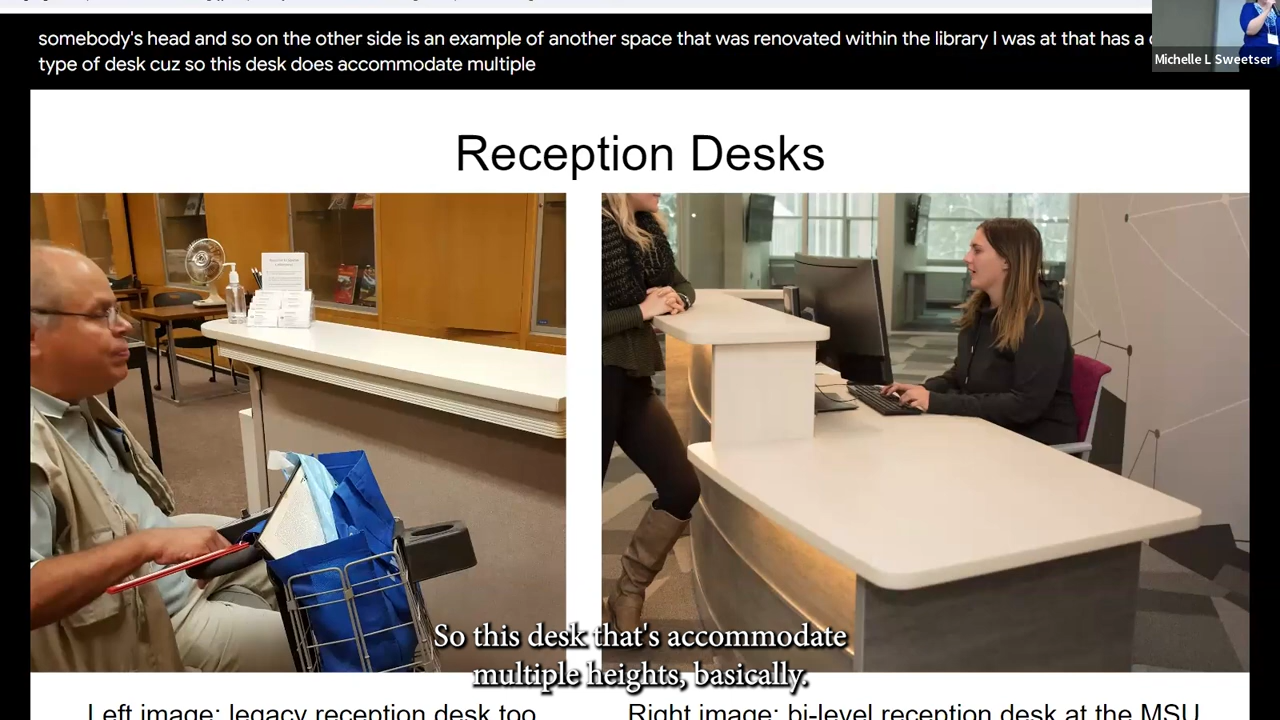 somebody's head and so on the other side is an example of another space that was renovated within the library I was at that has a
type of desk cuz so this desk does accommodate multiple
Michelle L Sweetser
Reception Desks
So this desk that's accommodate
multiple heights, basically.
Left image: legacy reception desk too
Right image: bi-level reception desk at the MSU